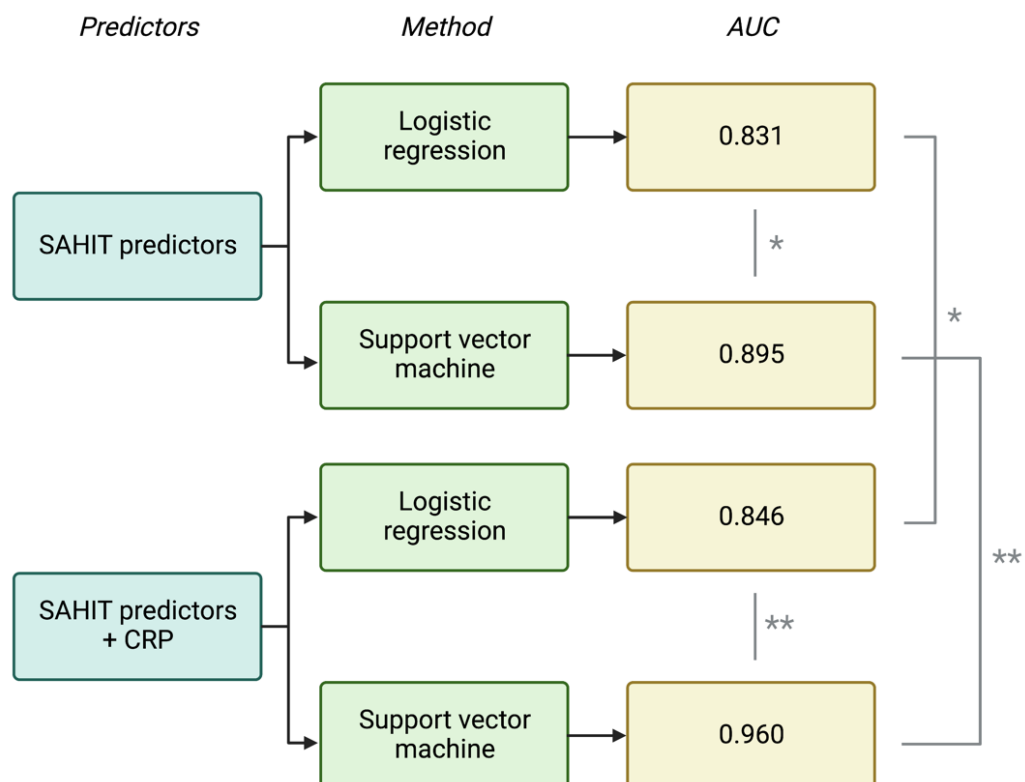 Predictors
Method
AUC
Logistic
regression
0.831
SAHIT predictors
*
*
Support vector
machine
0.895
Logistic
regression
0.846
**
SAHIT predictors
+ CRP
**
Support vector
machine
0.960